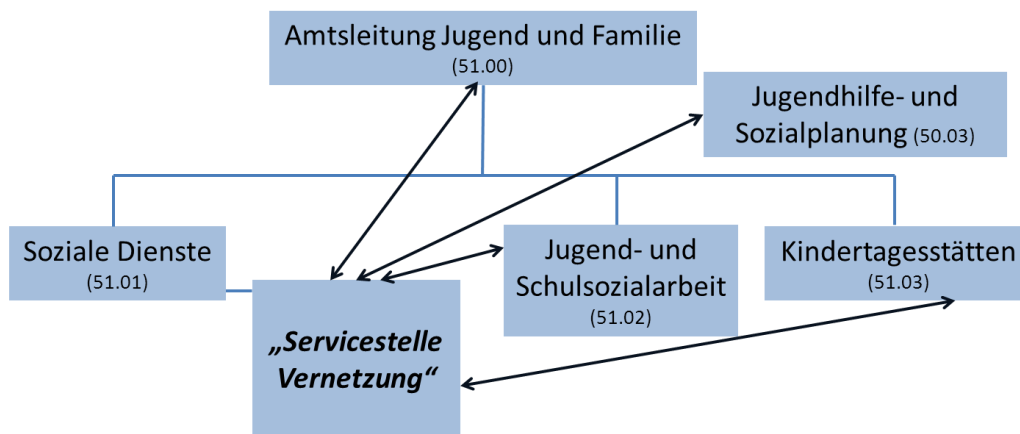 Amtsleitung Jugend und Familie
(51.00)
Jugendhilfe- und
Sozialplanung (50.03)
Soziale Dienste
(51.01)
Jugend- und
Schulsozialarbeit
(51.02)
Kindertagesstätten
(51.03)
„Servicestelle
Vernetzung“